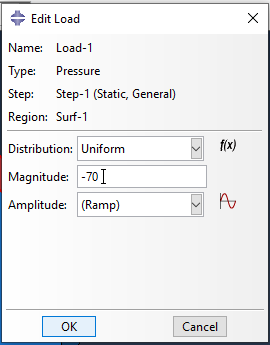 Edit Load
Name: Load-1
Type: Pressure
Step: Step-1 (Static, General)
Region: Surf-1
Distribution: Uniform f(x)
Magnitude: -70
Amplitude: (Ramp)
OK Cancel